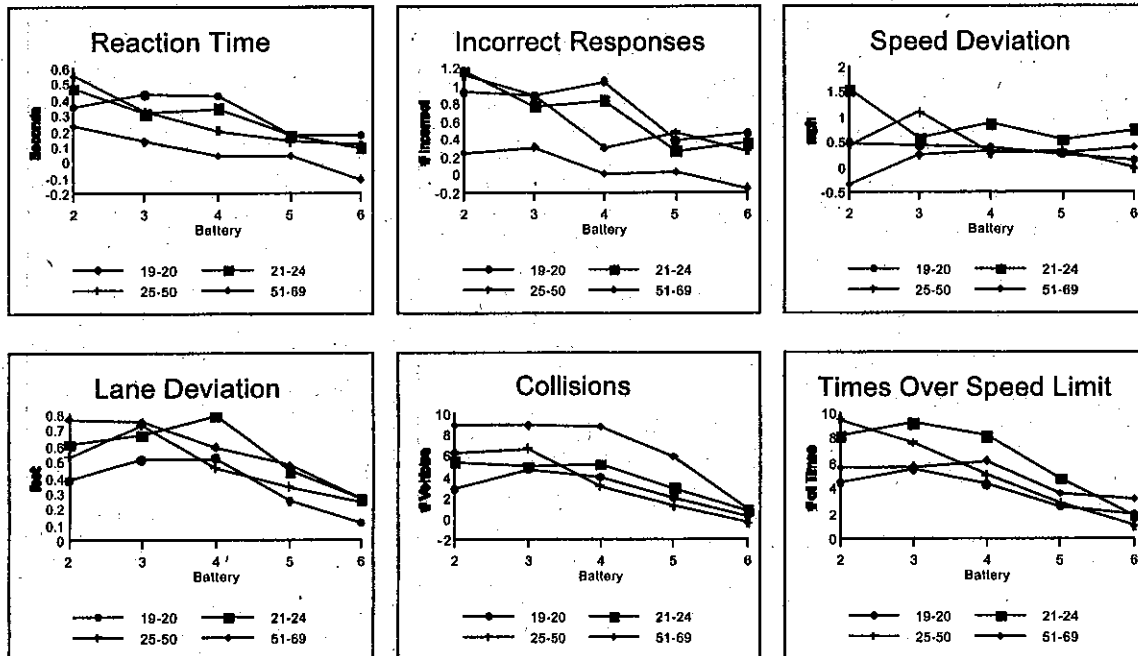 Reaction Time
0.6
0.5
0.4
0.3
0.2
0.1
0
-0.1
-0.2
Seconds
2 3 4 5 6
Battery
19-20 21-24
25-50 51-69
Incorrect Responses
1.2
1
0.8
0.6
0.4
0.2
0
-0.2
# Incorrect
2 3 4 5 6
Battery
19-20 21-24
25-50 51-69
Speed Deviation
2
1.5
1
0.5
0
-0.5
mph
2 3 4 5 6
Battery
19-20 21-24
25-50 51-69
Lane Deviation
0.8
0.7
0.6
0.5
0.4
0.3
0.2
0.1
0
feet
2 3 4 5 6
Battery
19-20 21-24
25-50 51-69
Collisions
10
8
6
4
2
0
-2
# Vehicles
2 3 4 5 6
Battery
19-20 21-24
25-50 51-69
Times Over Speed Limit
10
8
6
4
2
0
# of Times
2 3 4 5 6
Battery
19-20 21-24
25-50 51-69